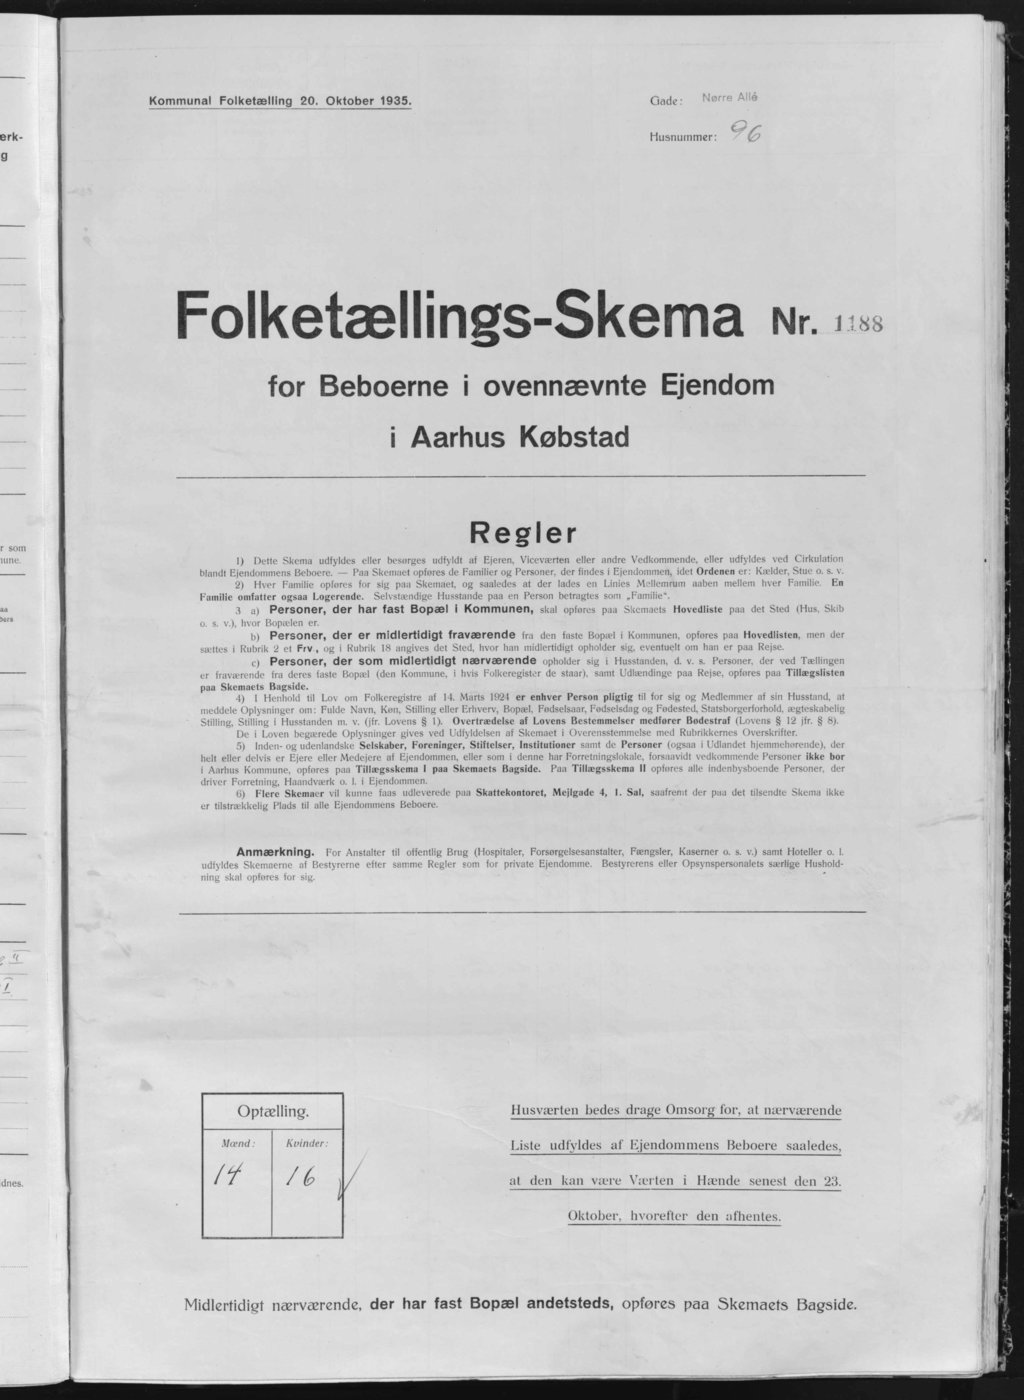 Kommunal Folketælling 20. Oktober 1935.
Gade: Nørre Allé
Husnummer: 96
Folketællings-Skema Nr. 1188
for Beboerne i ovennævnte Ejendom
i Aarhus Købstad
Regler
1) Dette Skema udfyldes eller besørges udfyldt af Ejeren, Viceværten eller andre Vedkommende, eller udfyldes ved Cirkulation
blandt Ejendommens Beboere. — Paa Skemaet opføres de Familier og Personer, der findes i Ejendommen, idet Ordenen er: Kælder, Stue o. s. v.
2) Hver Familie opføres for sig paa Skemaet, og saaledes at der lades en Linies Mellemrum aaben mellem hver Familie. En
Familie omfatter ogsaa Logerende. Selvstændige Husstande paa en Person betragtes som „Familie“.
3 a) Personer, der har fast Bopæl i Kommunen, skal opføres paa Skemaets Hovedliste paa det Sted (Hus, Skib
o. s. v.), hvor Bopælen er.
b) Personer, der er midlertidigt fraværende fra den faste Bopæl i Kommunen, opføres paa Hovedlisten, men der
sættes i Rubrik 2 et Frv., og i Rubrik 18 angives det Sted, hvor han midlertidigt opholder sig, eventuelt om han er paa Rejse.
c) Personer, der som midlertidigt nærværende opholder sig i Husstanden, d. v. s. Personer, der ved Tællingen
er fraværende fra deres faste Bopæl (den Kommune, i hvis Folkeregister de staar), samt Udlændinge paa Rejse, opføres paa Tillægslisten
paa Skemaets Bagside.
4) I Henhold til Lov om Folkeregistre af 14. Marts 1924 er enhver Person pligtig til for sig og Medlemmer af sin Husstand, at
meddele Oplysninger om: Fulde Navn, Køn, Stilling eller Erhverv, Bopæl, Fødselsaar, Fødselsdag og Fødested, Statsborgerforhold, ægteskabelig
Stilling, Stilling i Husstanden m. v. (jfr. Lovens § 1). Overtrædelse af Lovens Bestemmelser medfører Bødestraf (Lovens § 12 jfr. § 8).
De i Loven begærede Oplysninger gives ved Udfyldelsen af Skemaet i Overensstemmelse med Rubrikkernes Overskrifter.
5) Inden- og udenlandske Selskaber, Foreninger, Stiftelser, Institutioner samt de Personer (ogsaa i Udlandet hjemmehørende), der
helt eller delvis er Ejere eller Medejere af Ejendommen, eller som i denne har Forretningslokale, forsaavidt vedkommende Personer ikke bor
i Aarhus Kommune, opføres paa Tillægsskema I paa Skemaets Bagside. Paa Tillægsskema II opføres alle indenbysboende Personer, der
driver Forretning, Haandværk o. l. i Ejendommen.
6) Flere Skemaer vil kunne faas udleverede paa Skattekontoret, Mejlgade 4, 1. Sal, saafremt der paa det tilsendte Skema ikke
er tilstrækkelig Plads til alle Ejendommens Beboere.
Anmærkning. For Anstalter til offentlig Brug (Hospitaler, Forsørgelsesanstalter, Fængsler, Kaserner o. s. v.) samt Hoteller o. l.
udfyldes Skemaerne af Bestyrerne efter samme Regler som for private Ejendomme. Bestyrerens eller Opsynspersonalets særlige Hushold-
ning skal opføres for sig.
Optælling.
Mænd: Kvinder:
14 16
Husværten bedes drage Omsorg for, at nærværende
Liste udfyldes af Ejendommens Beboere saaledes,
at den kan være Værten i Hænde senest den 23.
Oktober, hvorefter den afhentes.
Midlertidigt nærværende, der har fast Bopæl andetsteds, opføres paa Skemaets Bagside.